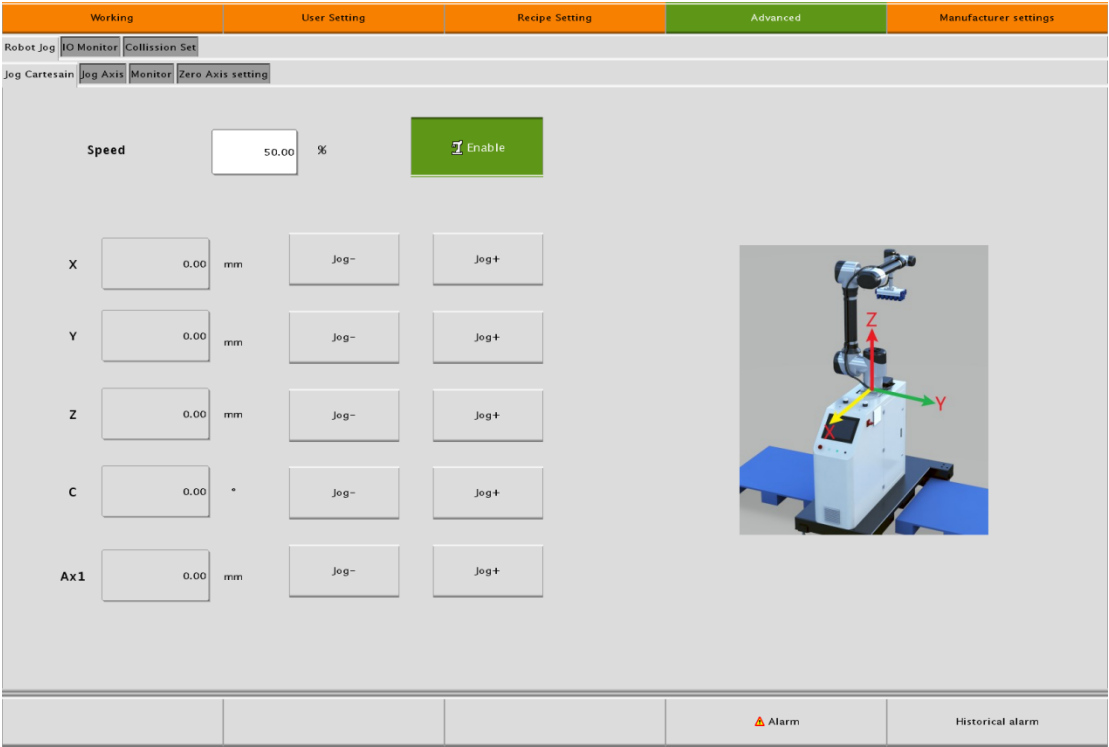 Working User Setting Recipe Setting Advanced Manufacturer settings
Robot Jog IO Monitor Collission Set
Jog Cartesain Jog Axis Monitor Zero Axis setting
Speed 50.00 % Enable
X 0.00 mm Jog- Jog+
Y 0.00 mm Jog- Jog+
Z 0.00 mm Jog- Jog+
C 0.00 ° Jog- Jog+
Ax1 0.00 mm Jog- Jog+
Z
Y
X
Alarm Historical alarm